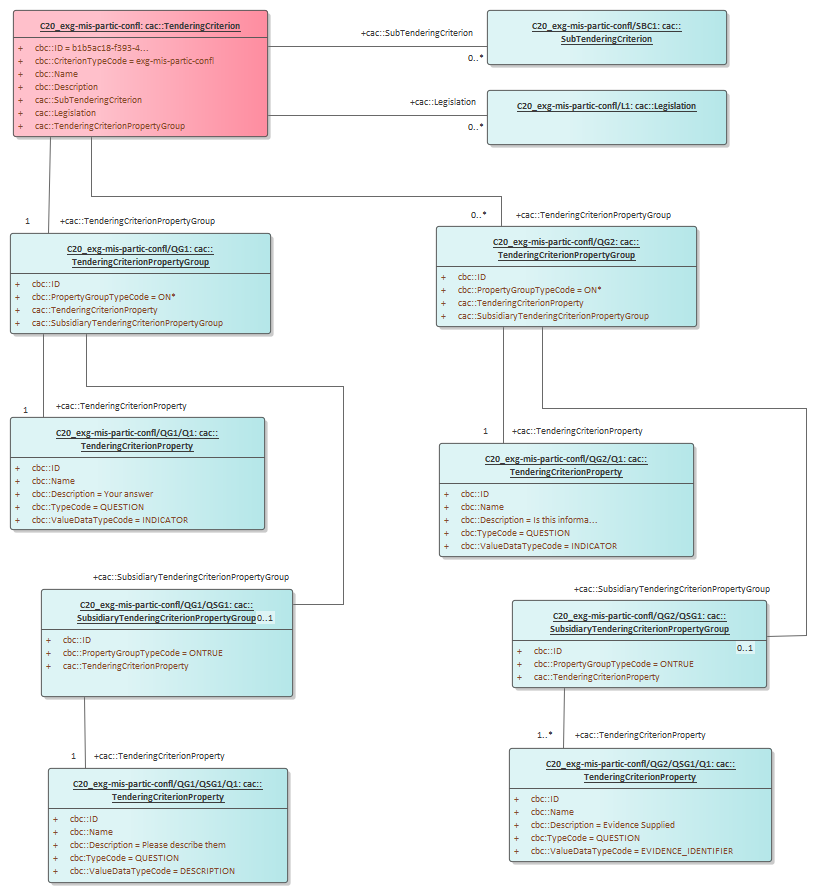 C20_exg-mis-partic-confl: cac::TenderingCriterion
+ cbc::ID = b1b5ac18-f393-4...
+ cbc::CriterionTypeCode = exg-mis-partic-confl
+ cbc::Name
+ cbc::Description
+ cac::SubTenderingCriterion
+ cac::Legislation
+ cac::TenderingCriterionPropertyGroup
+cac::SubTenderingCriterion
0..*
C20_exg-mis-partic-confl/SBC1: cac::
SubTenderingCriterion
+cac::Legislation
0..*
C20_exg-mis-partic-confl/L1: cac::Legislation
1
+cac::TenderingCriterionPropertyGroup
0..*
+cac::TenderingCriterionPropertyGroup
C20_exg-mis-partic-confl/QG1: cac::
TenderingCriterionPropertyGroup
+ cbc::ID
+ cbc::PropertyGroupTypeCode = ON*
+ cac::TenderingCriterionProperty
+ cac::SubsidiaryTenderingCriterionPropertyGroup
C20_exg-mis-partic-confl/QG2: cac::
TenderingCriterionPropertyGroup
+ cbc::ID
+ cbc::PropertyGroupTypeCode = ON*
+ cac::TenderingCriterionProperty
+ cac::SubsidiaryTenderingCriterionPropertyGroup
1
+cac::TenderingCriterionProperty
C20_exg-mis-partic-confl/QG1/Q1: cac::
TenderingCriterionProperty
+ cbc::ID
+ cbc::Name
+ cbc::Description = Your answer
+ cbc::TypeCode = QUESTION
+ cbc::ValueDataTypeCode = INDICATOR
1
+cac::TenderingCriterionProperty
C20_exg-mis-partic-confl/QG2/Q1: cac::
TenderingCriterionProperty
+ cbc::ID
+ cbc::Name
+ cbc::Description = Is this informa...
+ cbc:TypeCode = QUESTION
+ cbc::ValueDataTypeCode = INDICATOR
+cac::SubsidiaryTenderingCriterionPropertyGroup
C20_exg-mis-partic-confl/QG1/QSG1: cac::
SubsidiaryTenderingCriterionPropertyGroup
0..1
+ cbc::ID
+ cbc::PropertyGroupTypeCode = ONTRUE
+ cac::TenderingCriterionProperty
+cac::SubsidiaryTenderingCriterionPropertyGroup
C20_exg-mis-partic-confl/QG2/QSG1: cac::
SubsidiaryTenderingCriterionPropertyGroup
0..1
+ cbc::ID
+ cbc::PropertyGroupTypeCode = ONTRUE
+ cac::TenderingCriterionProperty
1
+cac::TenderingCriterionProperty
C20_exg-mis-partic-confl/QG1/QSG1/Q1: cac::
TenderingCriterionProperty
+ cbc::ID
+ cbc::Name
+ cbc::Description = Please describe them
+ cbc:TypeCode = QUESTION
+ cbc::ValueDataTypeCode = DESCRIPTION
1..*
+cac::TenderingCriterionProperty
C20_exg-mis-partic-confl/QG2/QSG1/Q1: cac::
TenderingCriterionProperty
+ cbc::ID
+ cbc::Name
+ cbc::Description = Evidence Supplied
+ cbc:TypeCode = QUESTION
+ cbc::ValueDataTypeCode = EVIDENCE_IDENTIFIER